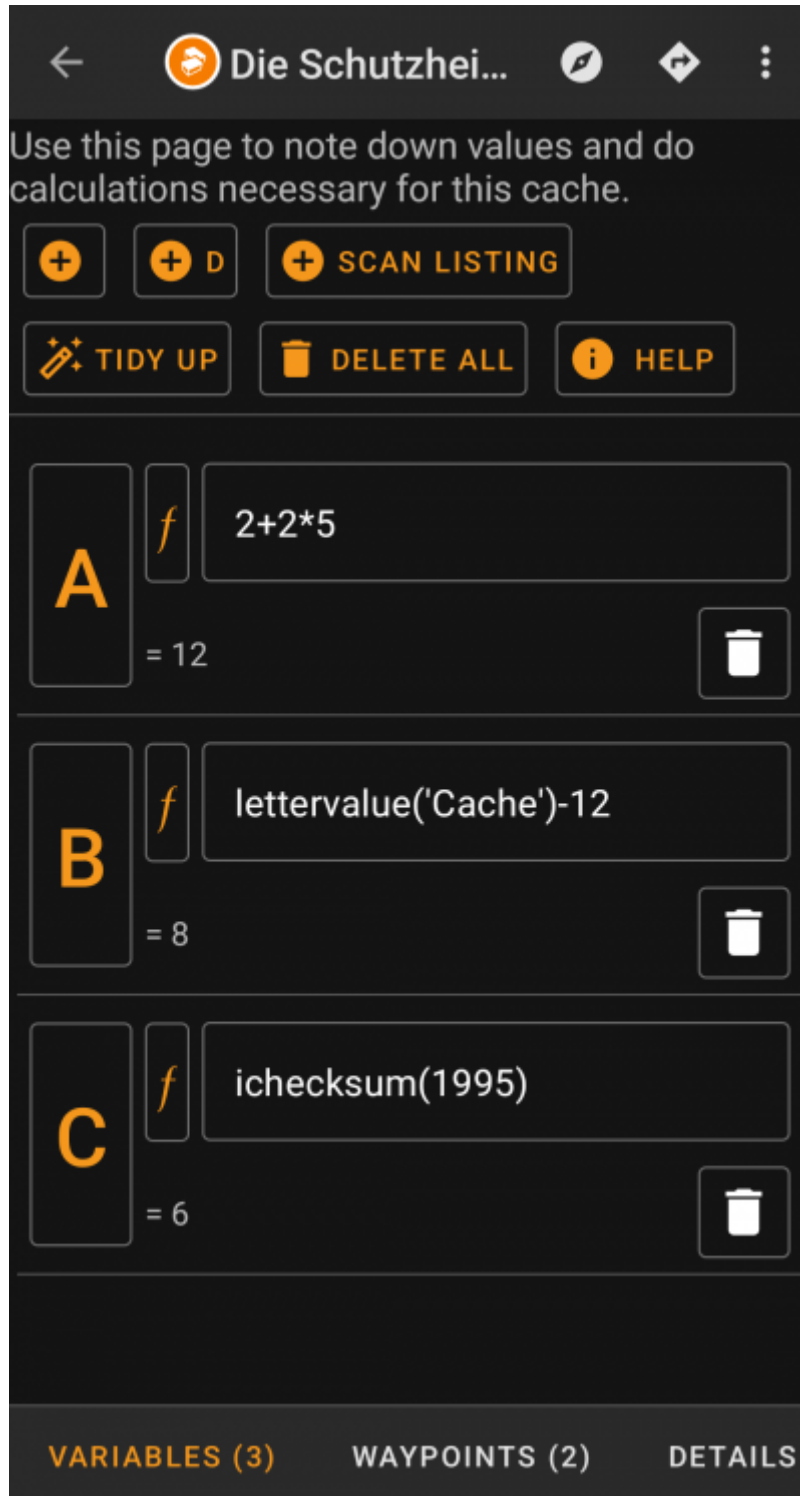 Die Schutzhei...
Use this page to note down values and do
calculations necessary for this cache.
D
SCAN LISTING
TIDY UP
DELETE ALL
HELP
A
f
2+2*5
= 12
B
f
lettervalue('Cache')-12
= 8
C
f
ichecksum(1995)
= 6
VARIABLES (3)
WAYPOINTS (2)
DETAILS